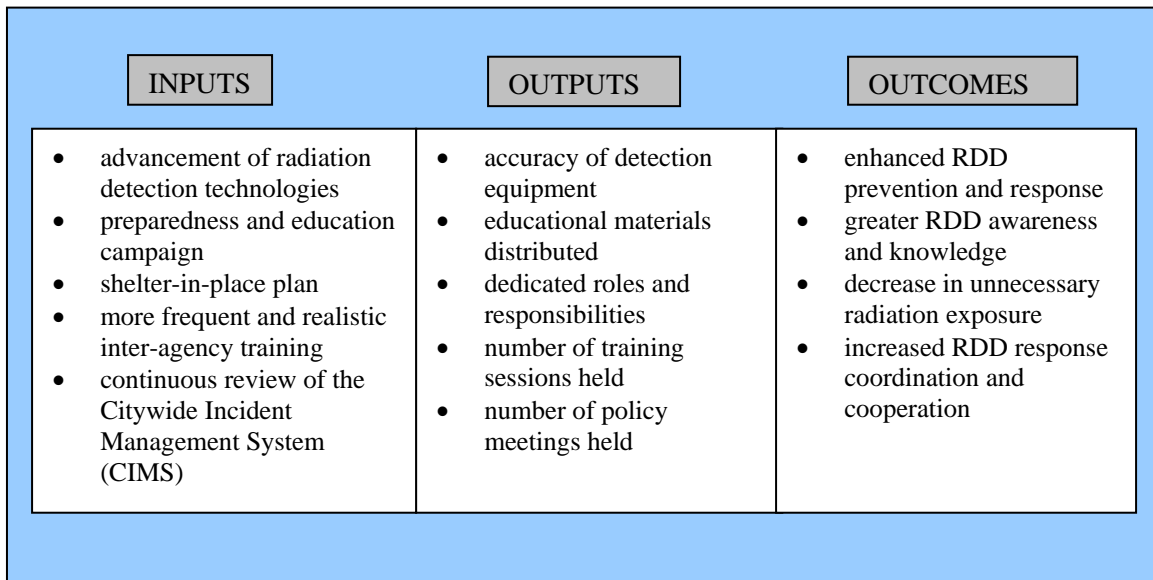 INPUTS
• advancement of radiation
detection technologies
• preparedness and education
campaign
• shelter-in-place plan
• more frequent and realistic
inter-agency training
• continuous review of the
Citywide Incident
Management System
(CIMS)
OUTPUTS
• accuracy of detection
equipment
• educational materials
distributed
• dedicated roles and
responsibilities
• number of training
sessions held
• number of policy
meetings held
OUTCOMES
• enhanced RDD
prevention and response
• greater RDD awareness
and knowledge
• decrease in unnecessary
radiation exposure
• increased RDD response
coordination and
cooperation